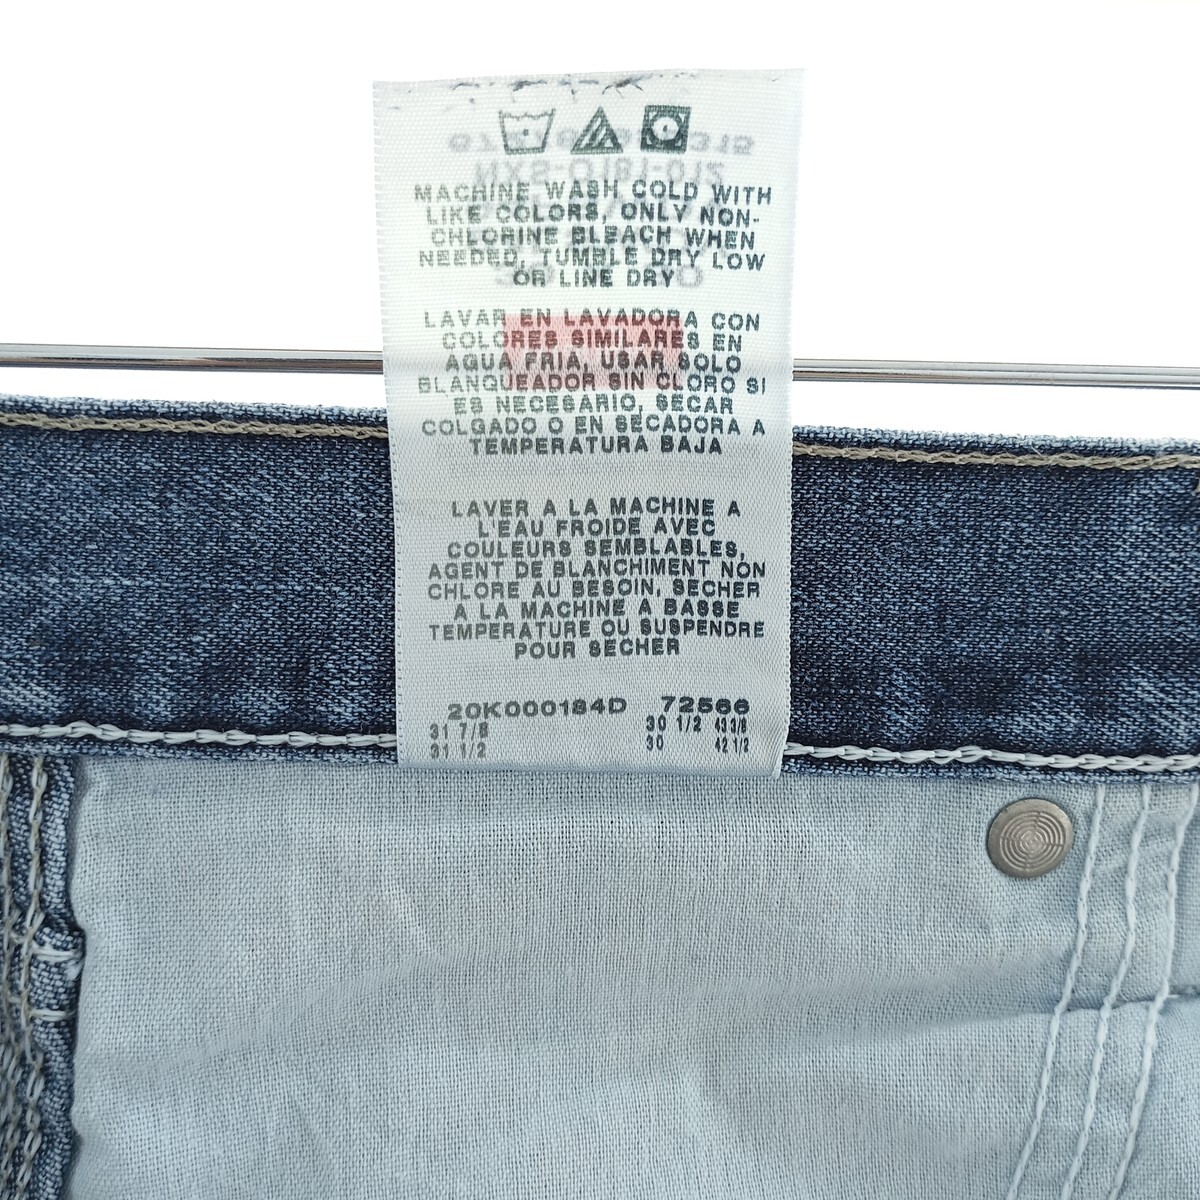 MACHINE WASH COLD WITH
LIKE COLORS, ONLY NON-
CHLORINE BLEACH WHEN
NEEDED, TUMBLE DRY LOW
OR LINE DRY
LAVAR EN LAVADORA CON
COLORES SIMILARES EN
AGUA FRIA, USAR SOLO
BLANQUEADOR SIN CLORO SI
ES NECESARIO, SECAR
COLGADO O EN SECADORA A
TEMPERATURA BAJA
LAVER A LA MACHINE A
L'EAU FROIDE AVEC
COULEURS SEMBLABLES,
AGENT DE BLANCHIMENT NON
CHLORE AU BESOIN, SECHER
A LA MACHINE A BASSE
TEMPERATURE OU SUSPENDRE
POUR SECHER
20K000184D 72566
31 7/8 30 1/2 43 3/8
31 1/2 30 42 1/2